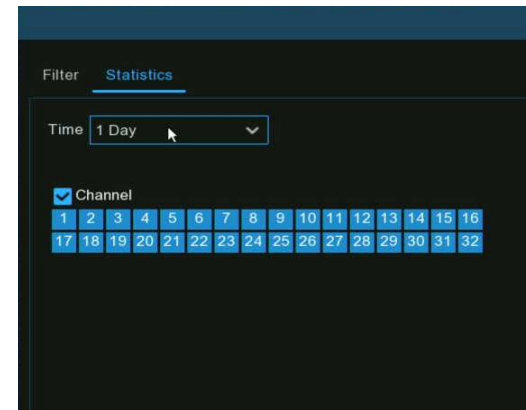 Filter Statistics
Time 1 Day
Channel
1 2 3 4 5 6 7 8 9 10 11 12 13 14 15 16
17 18 19 20 21 22 23 24 25 26 27 28 29 30 31 32